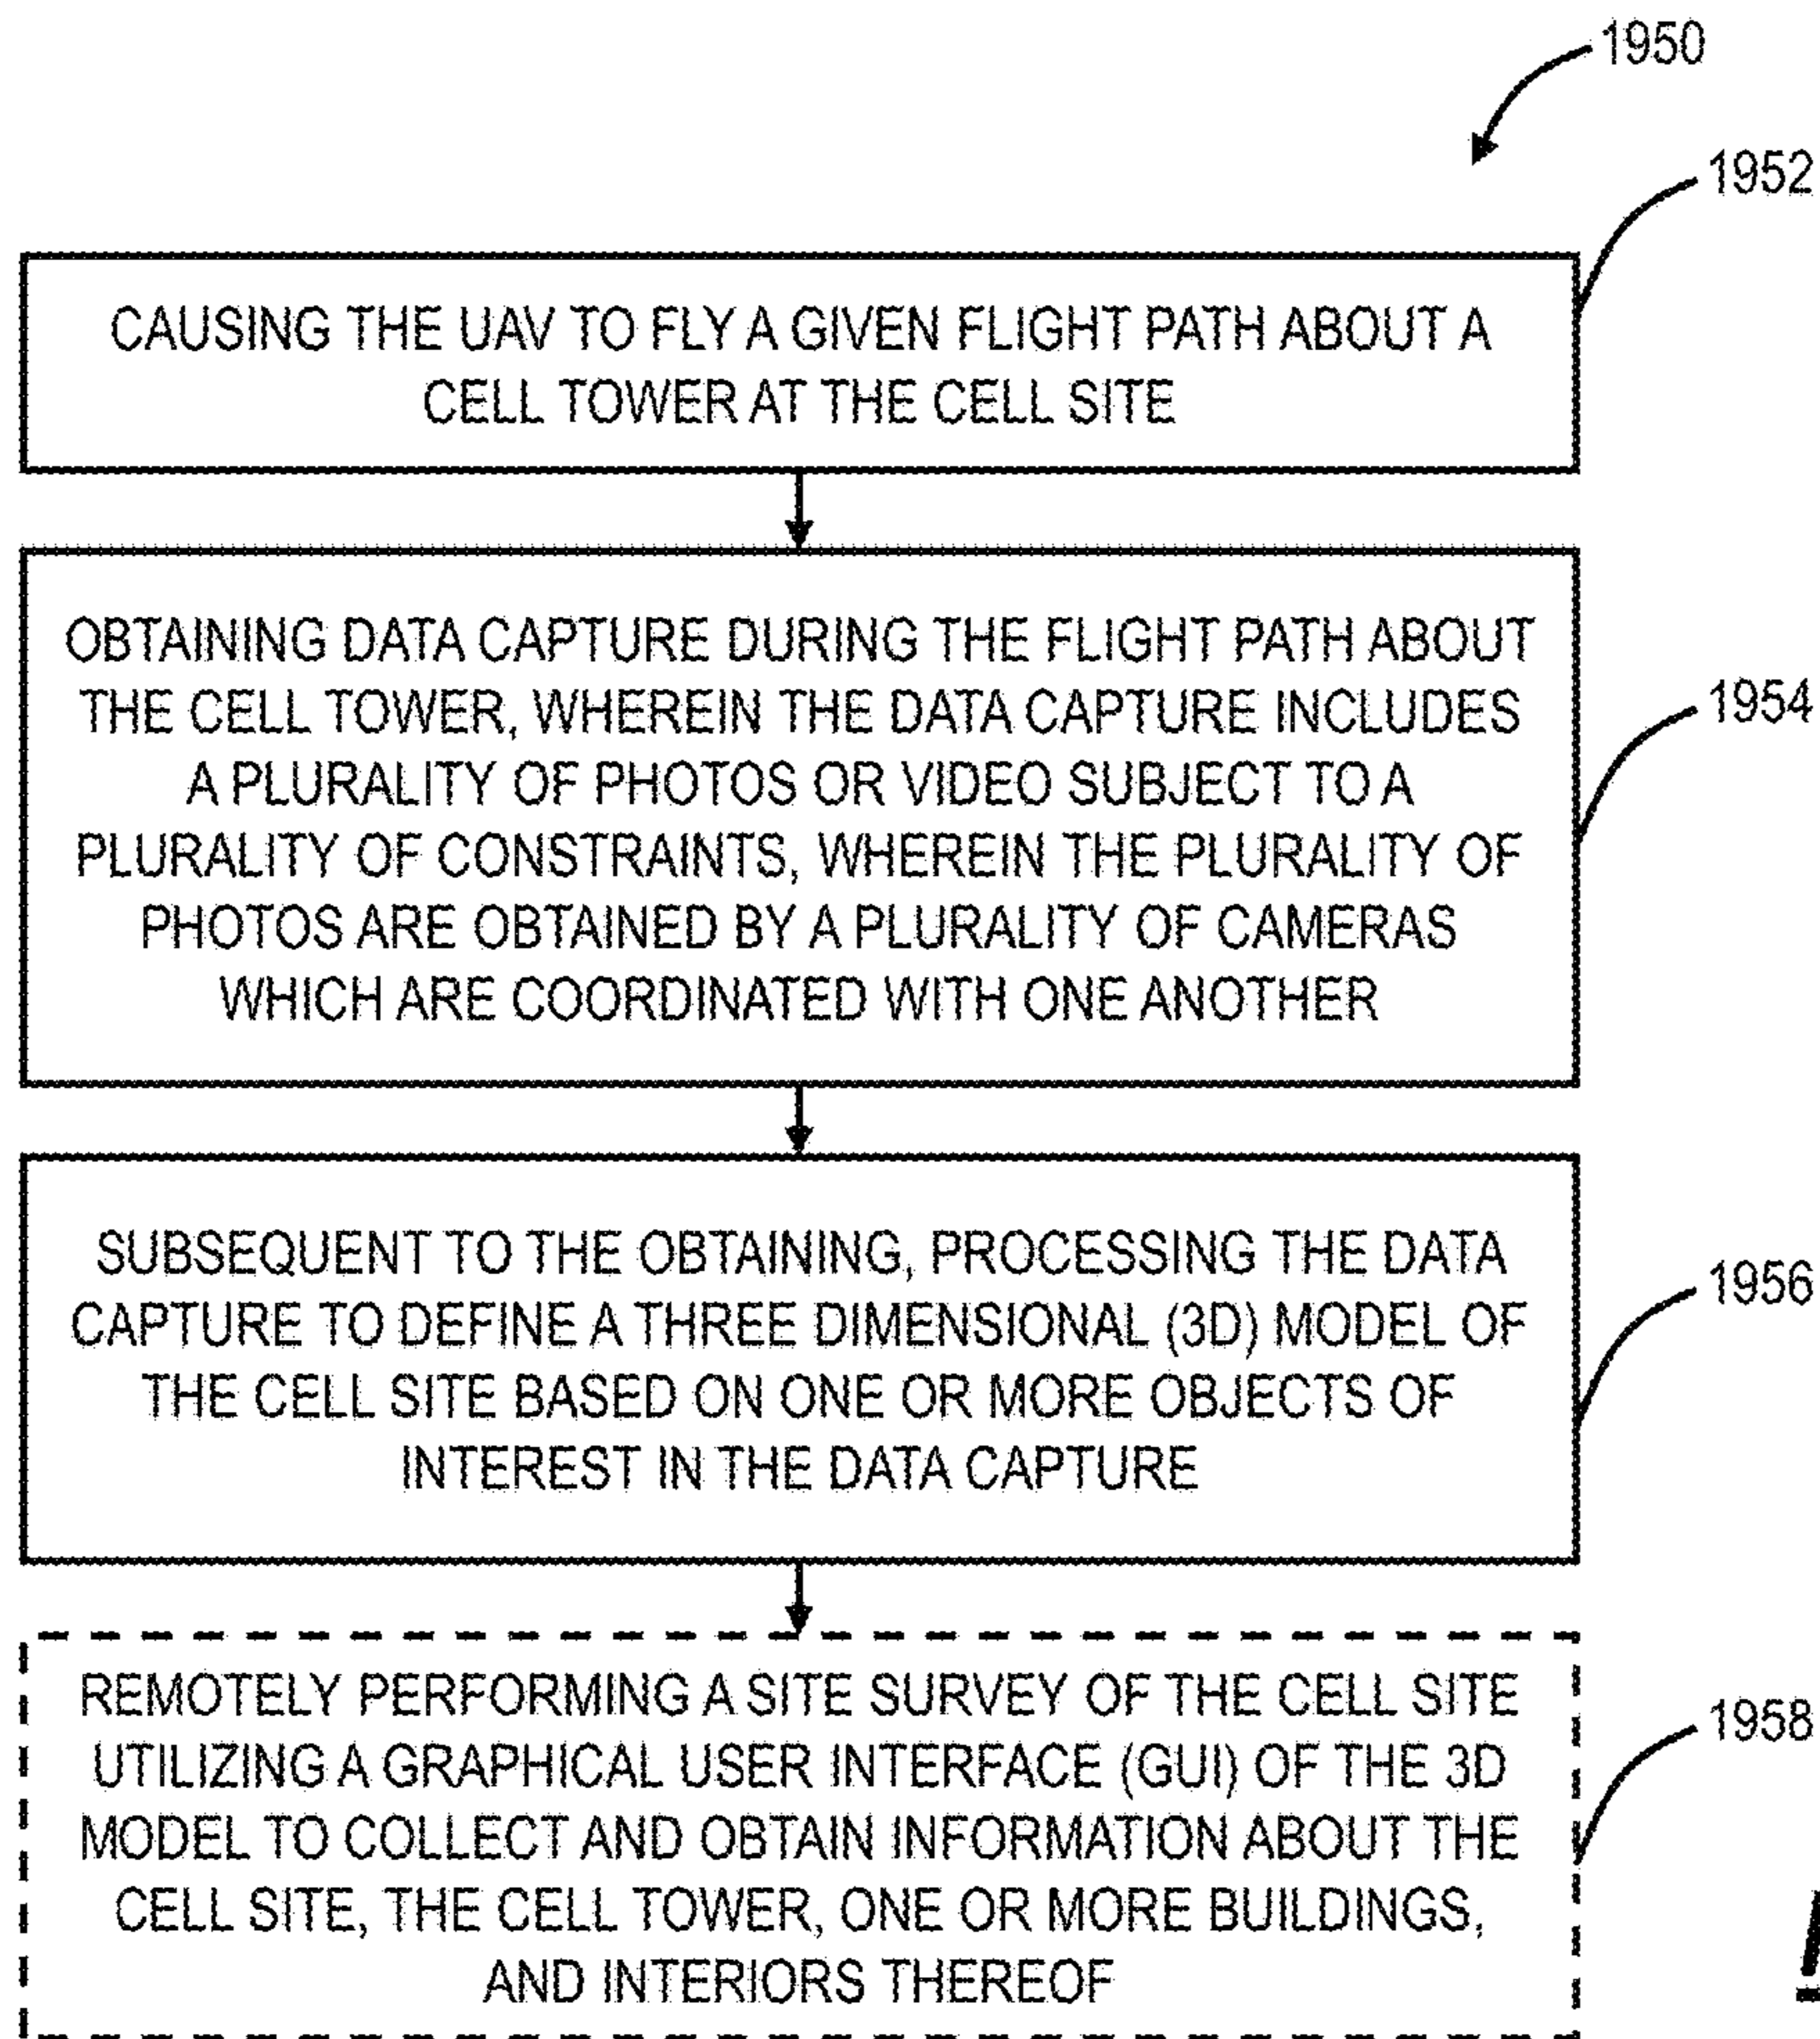 1950
1952
CAUSING THE UAV TO FLY A GIVEN FLIGHT PATH ABOUT A
CELL TOWER AT THE CELL SITE
OBTAINING DATA CAPTURE DURING THE FLIGHT PATH ABOUT
THE CELL TOWER, WHEREIN THE DATA CAPTURE INCLUDES
A PLURALITY OF PHOTOS OR VIDEO SUBJECT TO A
PLURALITY OF CONSTRAINTS, WHEREIN THE PLURALITY OF
PHOTOS ARE OBTAINED BY A PLURALITY OF CAMERAS
WHICH ARE COORDINATED WITH ONE ANOTHER
1954
SUBSEQUENT TO THE OBTAINING, PROCESSING THE DATA
CAPTURE TO DEFINE A THREE DIMENSIONAL (3D) MODEL OF
THE CELL SITE BASED ON ONE OR MORE OBJECTS OF
INTEREST IN THE DATA CAPTURE
1956
REMOTELY PERFORMING A SITE SURVEY OF THE CELL SITE
UTILIZING A GRAPHICAL USER INTERFACE (GUI) OF THE 3D
MODEL TO COLLECT AND OBTAIN INFORMATION ABOUT THE
CELL SITE, THE CELL TOWER, ONE OR MORE BUILDINGS,
AND INTERIORS THEREOF
1958